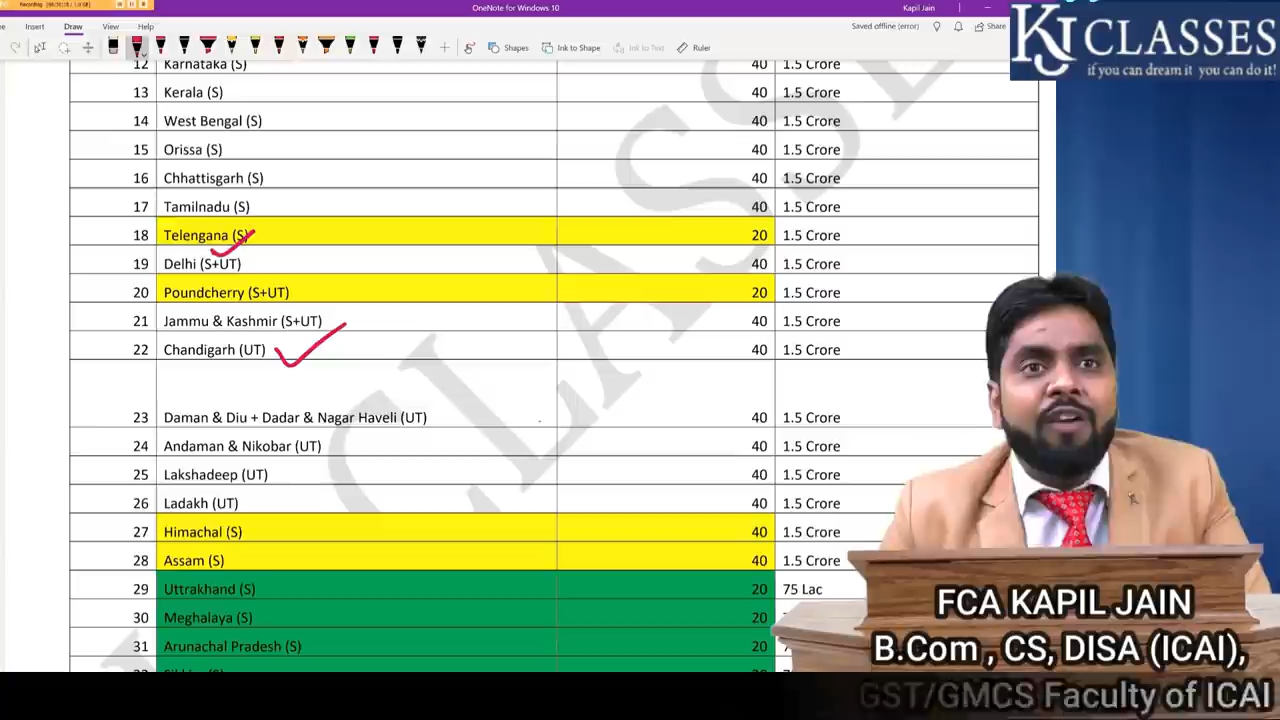 OneNote for Windows 10
Kapil Jain
Insert
Draw
View
Help
Saved offline (error)
Share
Shapes
Ink to Shape
Ink to Text
Ruler
KJ CLASSES
if you can dream it you can do it!
12 Karnataka (S) 40 1.5 Crore
13 Kerala (S) 40 1.5 Crore
14 West Bengal (S) 40 1.5 Crore
15 Orissa (S) 40 1.5 Crore
16 Chhattisgarh (S) 40 1.5 Crore
17 Tamilnadu (S) 40 1.5 Crore
18 Telengana (S) 20 1.5 Crore
19 Delhi (S+UT) 40 1.5 Crore
20 Poundcherry (S+UT) 20 1.5 Crore
21 Jammu & Kashmir (S+UT) 40 1.5 Crore
22 Chandigarh (UT) 40 1.5 Crore
23 Daman & Diu + Dadar & Nagar Haveli (UT) 40 1.5 Crore
24 Andaman & Nikobar (UT) 40 1.5 Crore
25 Lakshadeep (UT) 40 1.5 Crore
26 Ladakh (UT) 40 1.5 Crore
27 Himachal (S) 40 1.5 Crore
28 Assam (S) 40 1.5 Crore
29 Uttrakhand (S) 20 75 Lac
30 Meghalaya (S) 20
31 Arunachal Pradesh (S) 20
CLASSE
FCA KAPIL JAIN
B.Com , CS, DISA (ICAI),
GST/GMCS Faculty of ICAI